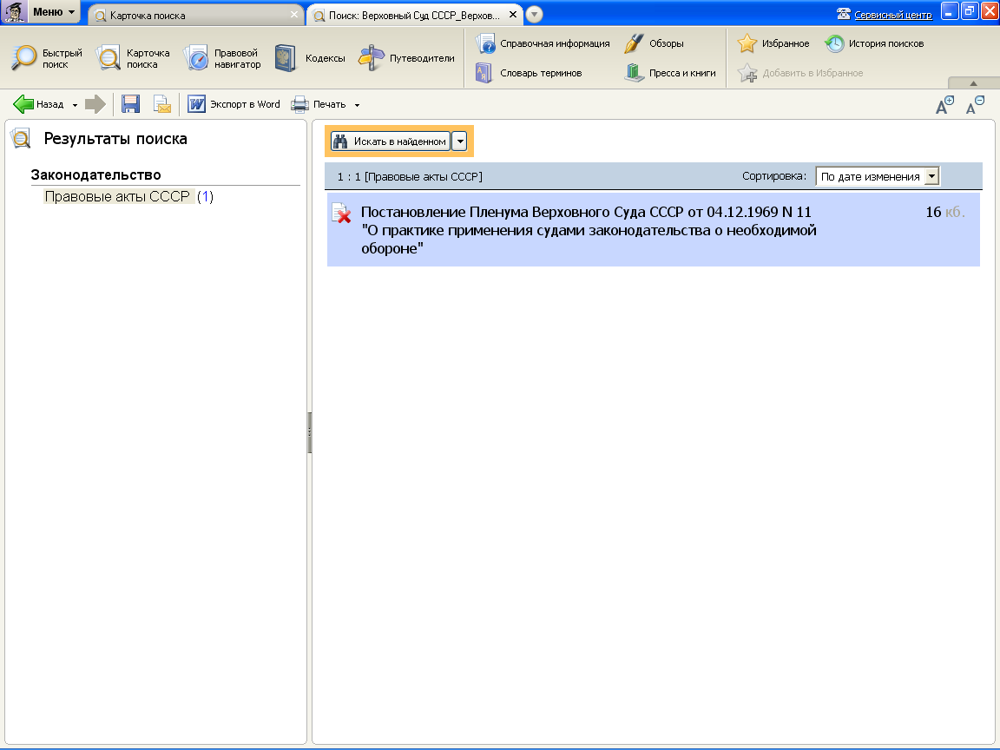 Меню
Карточка поиска
Поиск: Верховный Суд СССР_Верхов...
Сервисный центр
Быстрый
поиск
Карточка
поиска
Правовой
навигатор
Кодексы
Путеводители
Справочная информация
Обзоры
Избранное
История поисков
Словарь терминов
Пресса и книги
Добавить в Избранное
Назад
Экспорт в Word
Печать
A
A
Результаты поиска
Законодательство
Правовые акты СССР (1)
Искать в найденном
1 : 1 [Правовые акты СССР]
Сортировка: По дате изменения
Постановление Пленума Верховного Суда СССР от 04.12.1969 N 11 16 кб.
"О практике применения судами законодательства о необходимой
обороне"